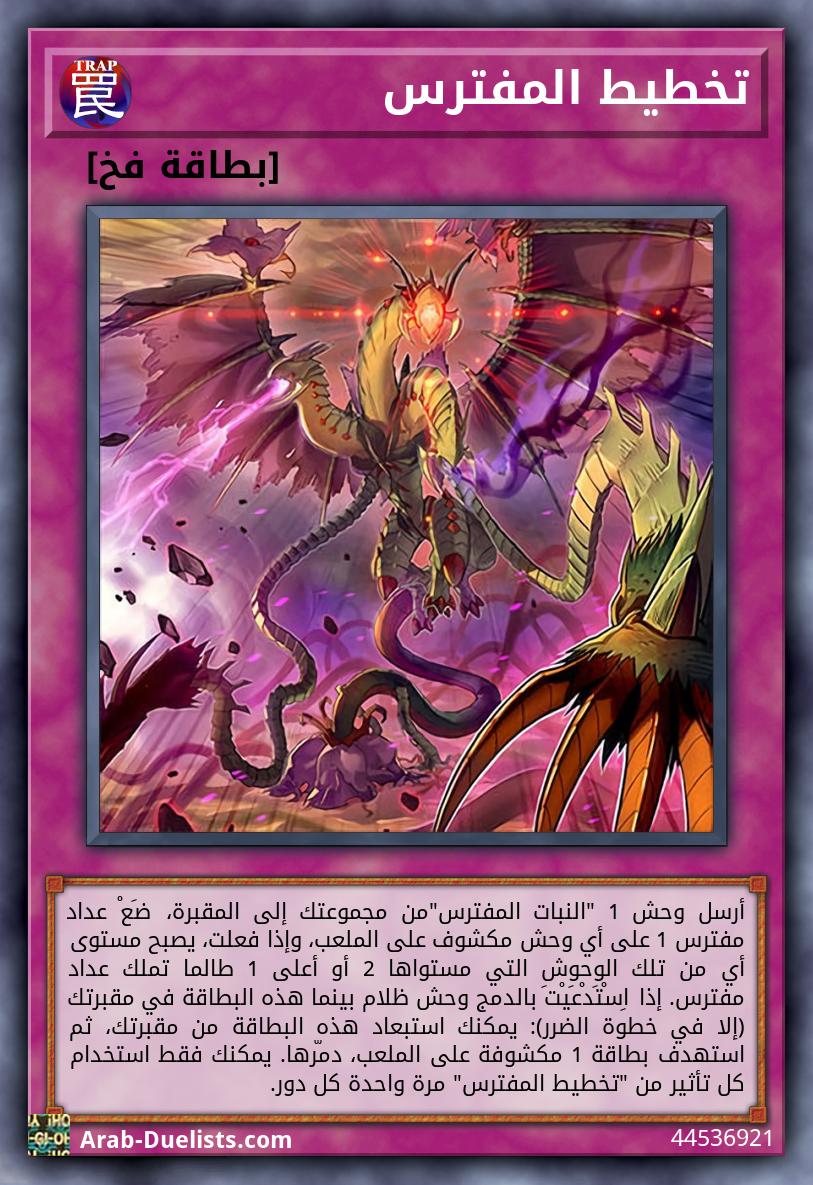 تخطيط المفترس
TRAP
罠
[بطاقة فخ]
أرسل وحش 1 "النبات المفترس"من مجموعتك إلى المقبرة، ضَعْ عداد
مفترس 1 على أي وحش مكشوف على الملعب، وإذا فعلت، يصبح مستوى
أي من تلك الوحوش التي مستواها 2 أو أعلى 1 طالما تملك عداد
مفترس. إذا اِسْتَدْعَيْتَ بالدمج وحش ظلام بينما هذه البطاقة في مقبرتك
(إلا في خطوة الضرر): يمكنك استبعاد هذه البطاقة من مقبرتك، ثم
استهدف بطاقة 1 مكشوفة على الملعب، دمّرها. يمكنك فقط استخدام
كل تأثير من "تخطيط المفترس" مرة واحدة كل دور.
Arab-Duelists.com
44536921